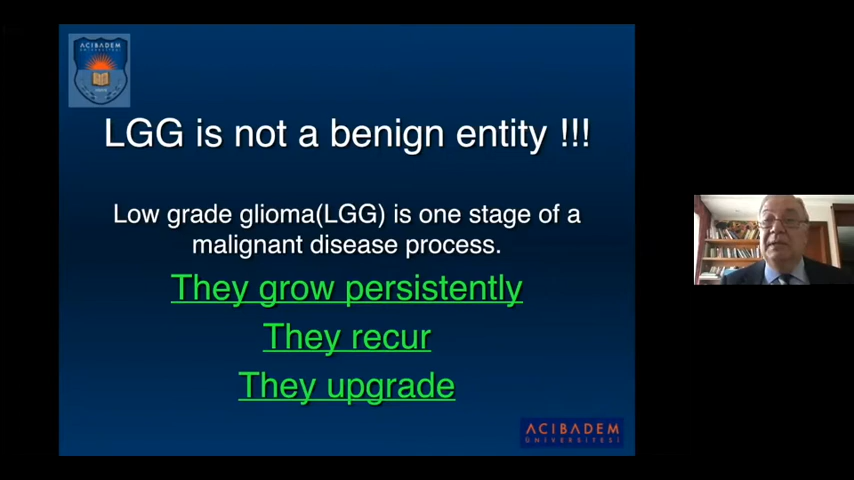 ACIBADEM
LGG is not a benign entity !!!
Low grade glioma(LGG) is one stage of a
malignant disease process.
They grow persistently
They recur
They upgrade
ACIBADEM
ÜNİVERSİTESİ